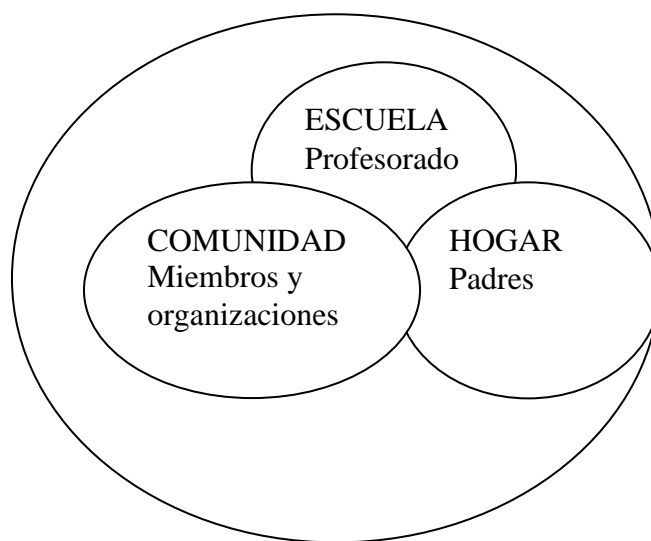 ESCUELA
Profesorado
COMUNIDAD
Miembros y
organizaciones
HOGAR
Padres